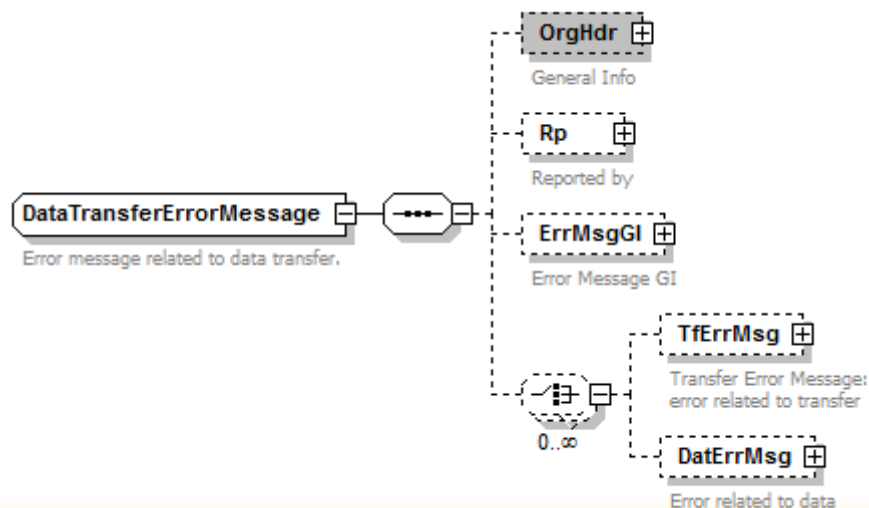 OrgHdr
General Info
Rp
Reported by
DataTransferErrorMessage
Error message related to data transfer.
ErrMsgGI
Error Message GI
TfErrMsg
Transfer Error Message:
error related to transfer
0..∞
DatErrMsg
Error related to data